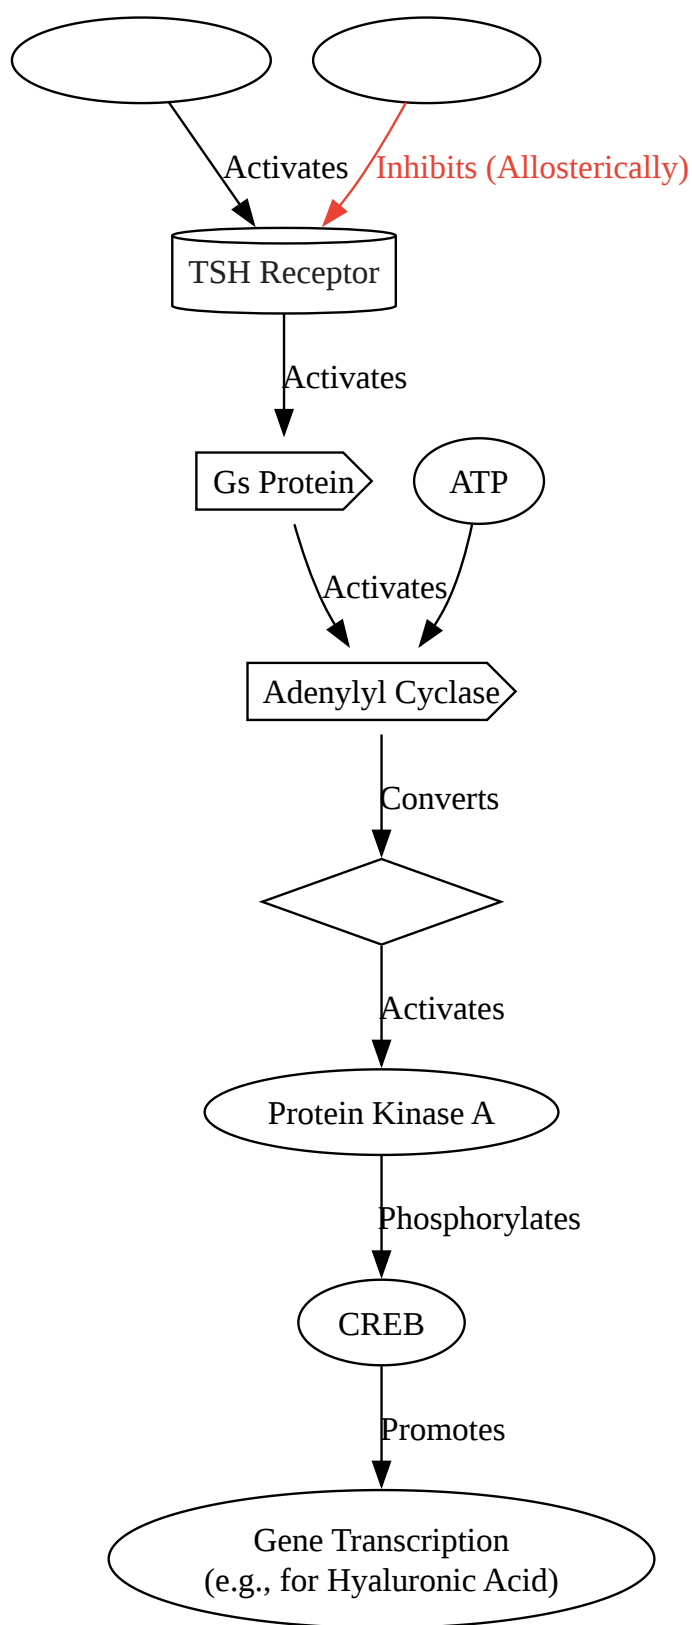 Activates
Inhibits (Allosterically)
TSH Receptor
Activates
Gs Protein
ATP
Activates
Adenylyl Cyclase
Converts
Activates
Protein Kinase A
Phosphorylates
CREB
Promotes
Gene Transcription
(e.g., for Hyaluronic Acid)